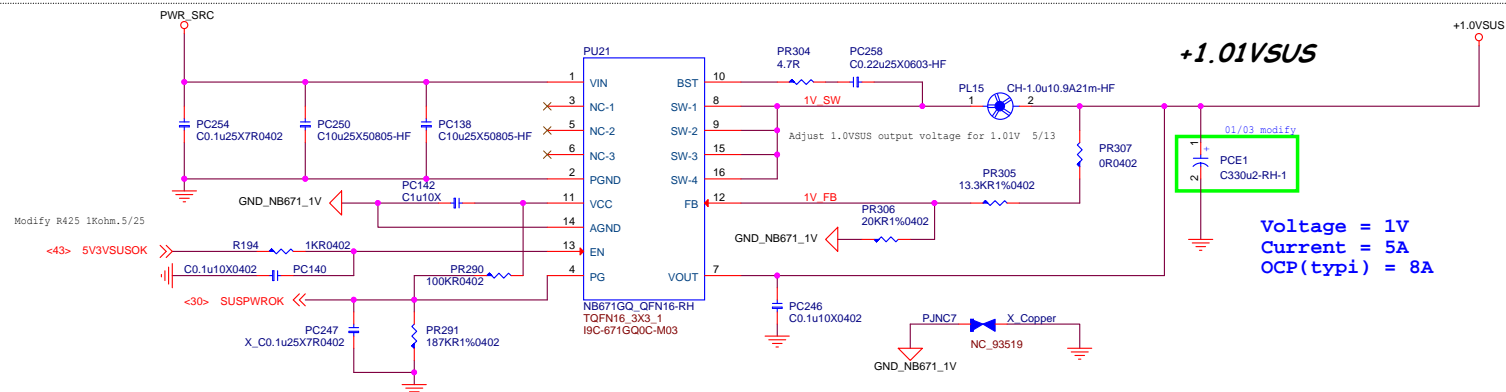 PWR_SRC
+1.0VSUS
+1.01VSUS
PU21
PR304
4.7R
PC258
C0.22u25X0603-HF
1 VIN
BST 10
PL15
CH-1.0u10.9A21m-HF
1
2
3 NC-1
SW-1 8
1V_SW
PC254
C0.1u25X7R0402
PC250
C10u25X50805-HF
PC138
C10u25X50805-HF
5 NC-2
SW-2 9
Adjust 1.0VSUS output voltage for 1.01V 5/13
01/03 modify
6 NC-3
SW-3 15
PR307
0R0402
1
+
2
PCE1
C330u2-RH-1
2 PGND
SW-4 16
PR305
13.3KR1%0402
PC142
C1u10X
GND_NB671_1V
11 VCC
FB 12
1V_FB
PR306
20KR1%0402
Modify R425 1Kohm.5/25
14 AGND
GND_NB671_1V
Voltage = 1V
Current = 5A
OCP(typi) = 8A
<43> 5V3VSUSOK
R194
1KR0402
13 EN
C0.1u10X0402
PC140
PR290
100KR0402
4 PG
VOUT 7
<30> SUSPWROK
NB671GQ_QFN16-RH
TQFN16_3X3_1
I9C-671GQ0C-M03
PC246
C0.1u10X0402
PC247
X_C0.1u25X7R0402
PR291
187KR1%0402
PJNC7
X_Copper
NC_93519
GND_NB671_1V